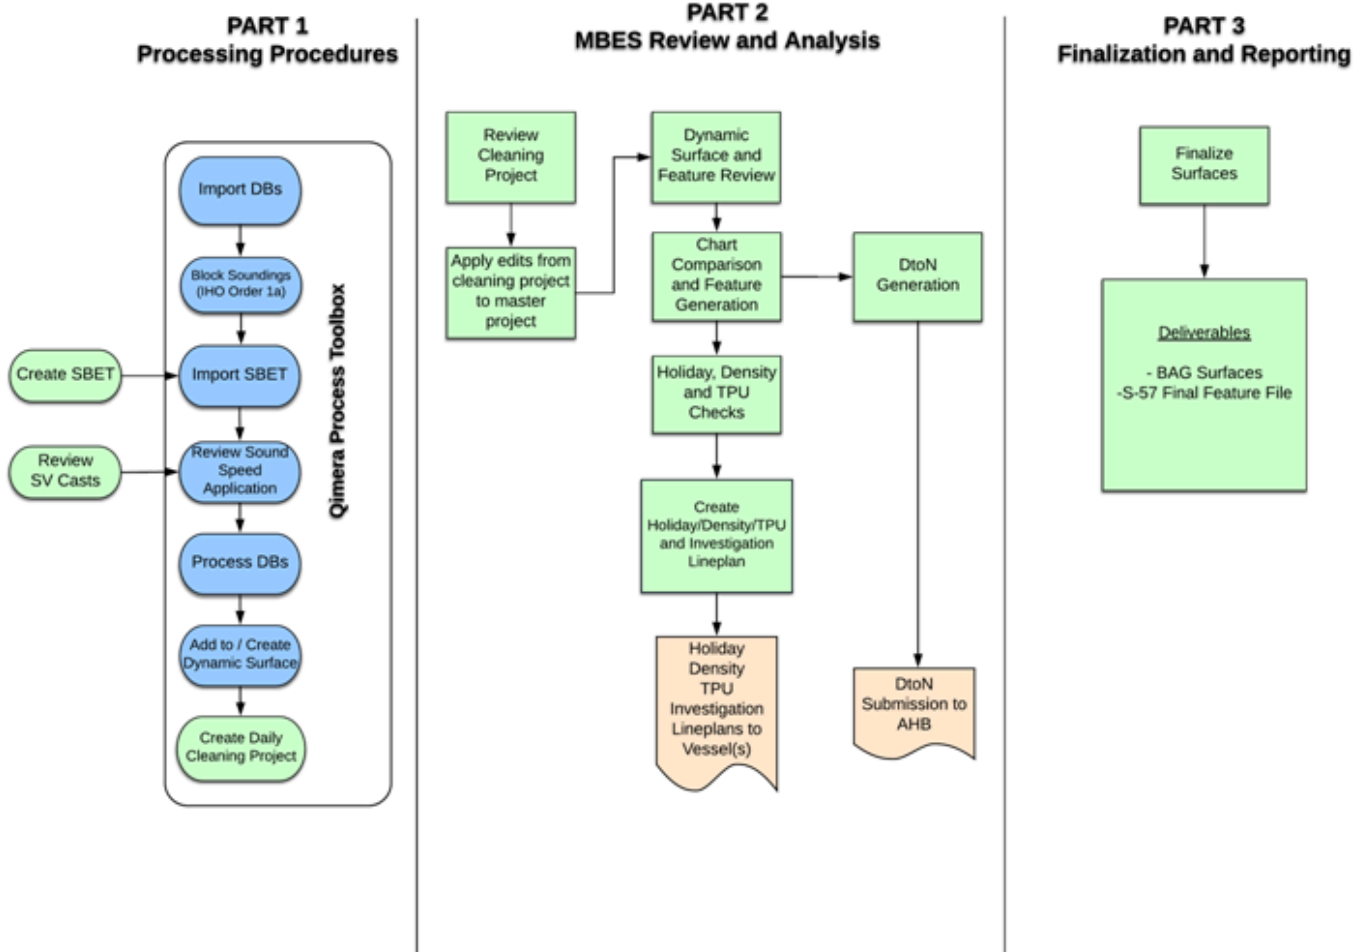 PART 1
Processing Procedures
Import DBs
Block Soundings
(IHO Order 1a)
Create SBET
Import SBET
Review
SV Casts
Review Sound
Speed
Application
Process DBs
Add to / Create
Dynamic Surface
Create Daily
Cleaning Project
Qimera Process Toolbox
PART 2
MBES Review and Analysis
Review
Cleaning
Project
Apply edits from
cleaning project
to master
project
Dynamic
Surface and
Feature Review
Chart
Comparison
and Feature
Generation
DtoN
Generation
Holiday, Density
and TPU
Checks
Create
Holiday/Density/TPU
and Investigation
Lineplan
Holiday
Density
TPU
Investigation
Lineplans to
Vessel(s)
DtoN
Submission to
AHB
PART 3
Finalization and Reporting
Finalize
Surfaces
Deliverables
- BAG Surfaces
-S-57 Final Feature File